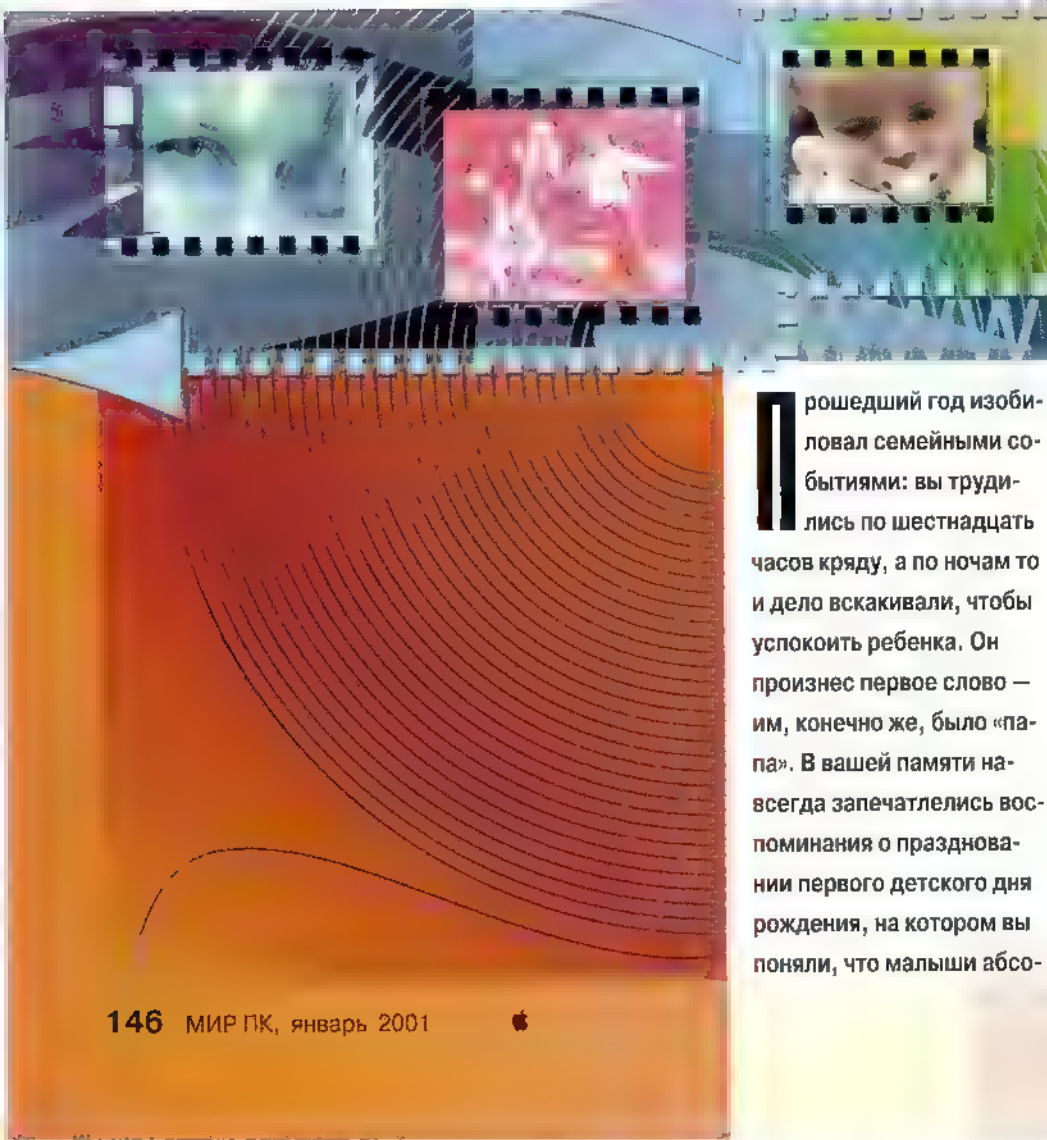 Прошедший год изоби-
ловал семейными со-
бытиями: вы труди-
лись по шестнадцать
часов кряду, а по ночам то
и дело вскакивали, чтобы
успокоить ребенка. Он
произнес первое слово —
им, конечно же, было «па-
па». В вашей памяти на-
всегда запечатлелись вос-
поминания о празднова-
нии первого детского дня
рождения, на котором вы
поняли, что малыши абсо-
146 МИР ПК, январь 2001